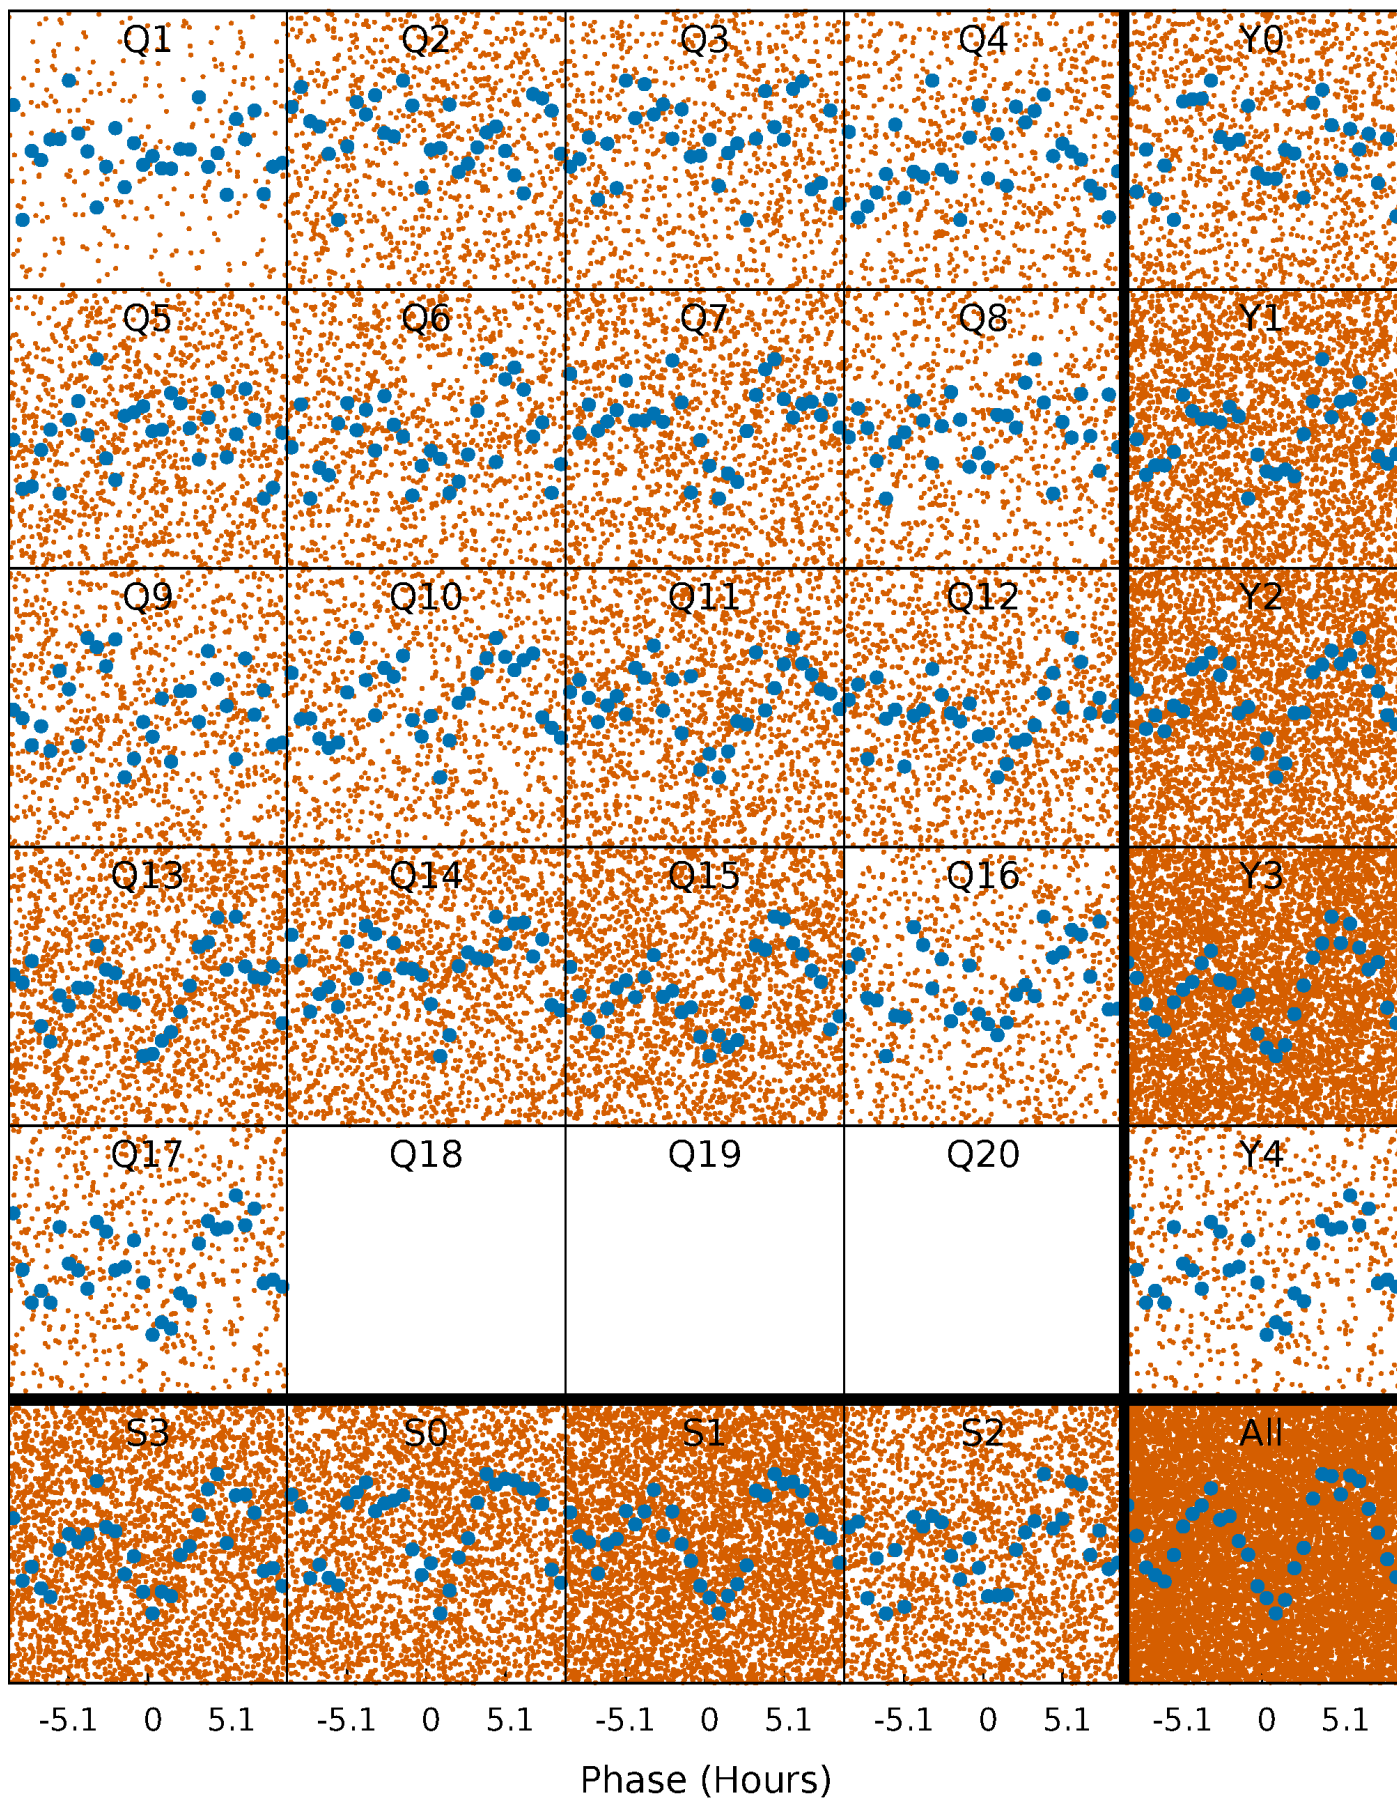 Q1 Q2 Q3 Q4 Y0
Q5 Q6 Q7 Q8 Y1
Q9 Q10 Q11 Q12 Y2
Q13 Q14 Q15 Q16 Y3
Q17 Q18 Q19 Q20 Y4
S3 S0 S1 S2 All
-5.1 0 5.1 -5.1 0 5.1 -5.1 0 5.1 -5.1 0 5.1 -5.1 0 5.1
Phase (Hours)